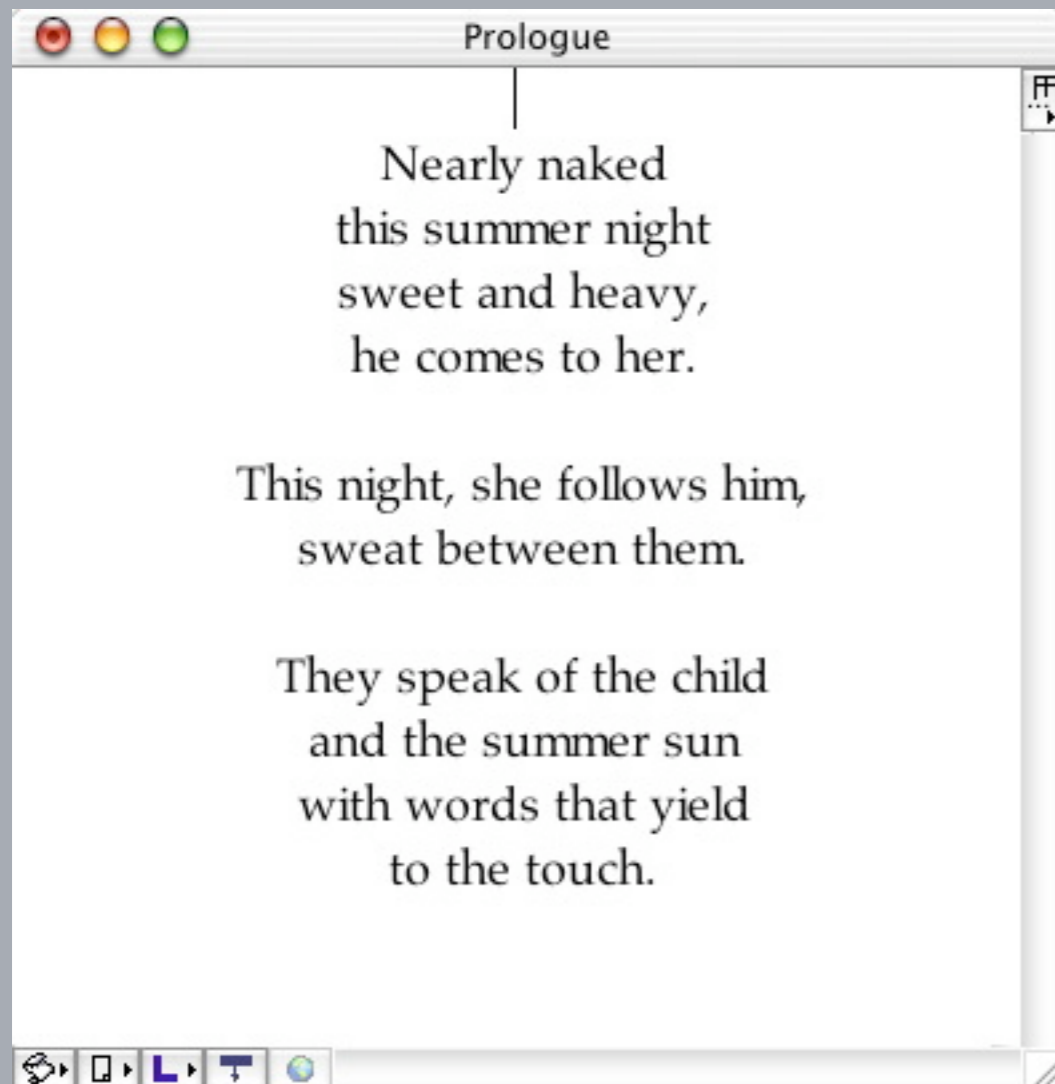 Prologue
Nearly naked
this summer night
sweet and heavy,
he comes to her.
This night, she follows him,
sweat between them.
They speak of the child
and the summer sun
with words that yield
to the touch.